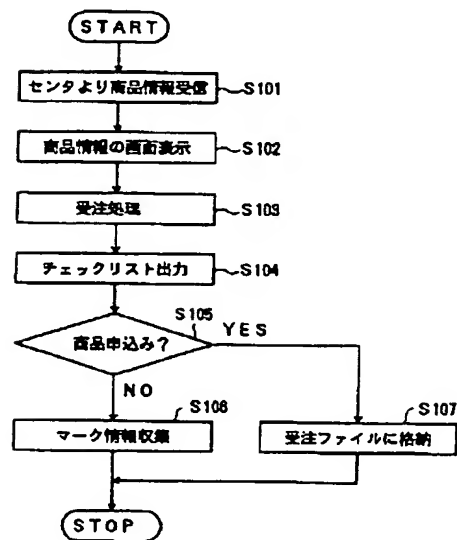 START
センタより商品情報受信 S101
商品情報の画面表示 S102
受注処理 S103
チェックリスト出力 S104
S105
商品申込み? YES
NO
S106
マーク情報収集
S107
受注ファイルに格納
STOP